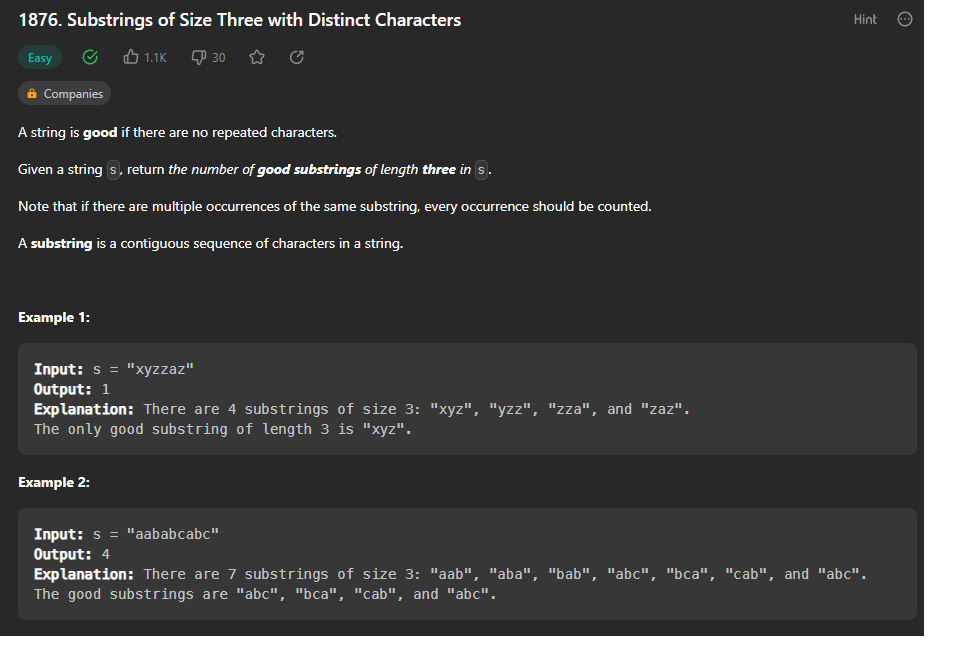 1876. Substrings of Size Three with Distinct Characters
Hint
Easy
1.1K
30
Companies
A string is good if there are no repeated characters.
Given a string s, return the number of good substrings of length three in s.
Note that if there are multiple occurrences of the same substring, every occurrence should be counted.
A substring is a contiguous sequence of characters in a string.
Example 1:
Input: s = "xyzzaz"
Output: 1
Explanation: There are 4 substrings of size 3: "xyz", "yzz", "zza", and "zaz".
The only good substring of length 3 is "xyz".
Example 2:
Input: s = "aababcabc"
Output: 4
Explanation: There are 7 substrings of size 3: "aab", "aba", "bab", "abc", "bca", "cab", and "abc".
The good substrings are "abc", "bca", "cab", and "abc".